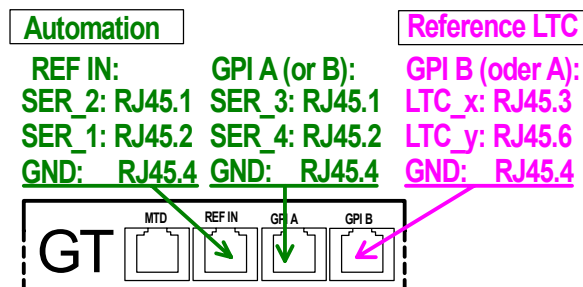 Automation
Reference LTC
REF IN: GPI A (or B): GPI B (oder A):
SER_2: RJ45.1 SER_3: RJ45.1 LTC_x: RJ45.3
SER_1: RJ45.2 SER_4: RJ45.2 LTC_y: RJ45.6
GND: RJ45.4 GND: RJ45.4 GND: RJ45.4
MTD REF IN GPI A GPI B
GT